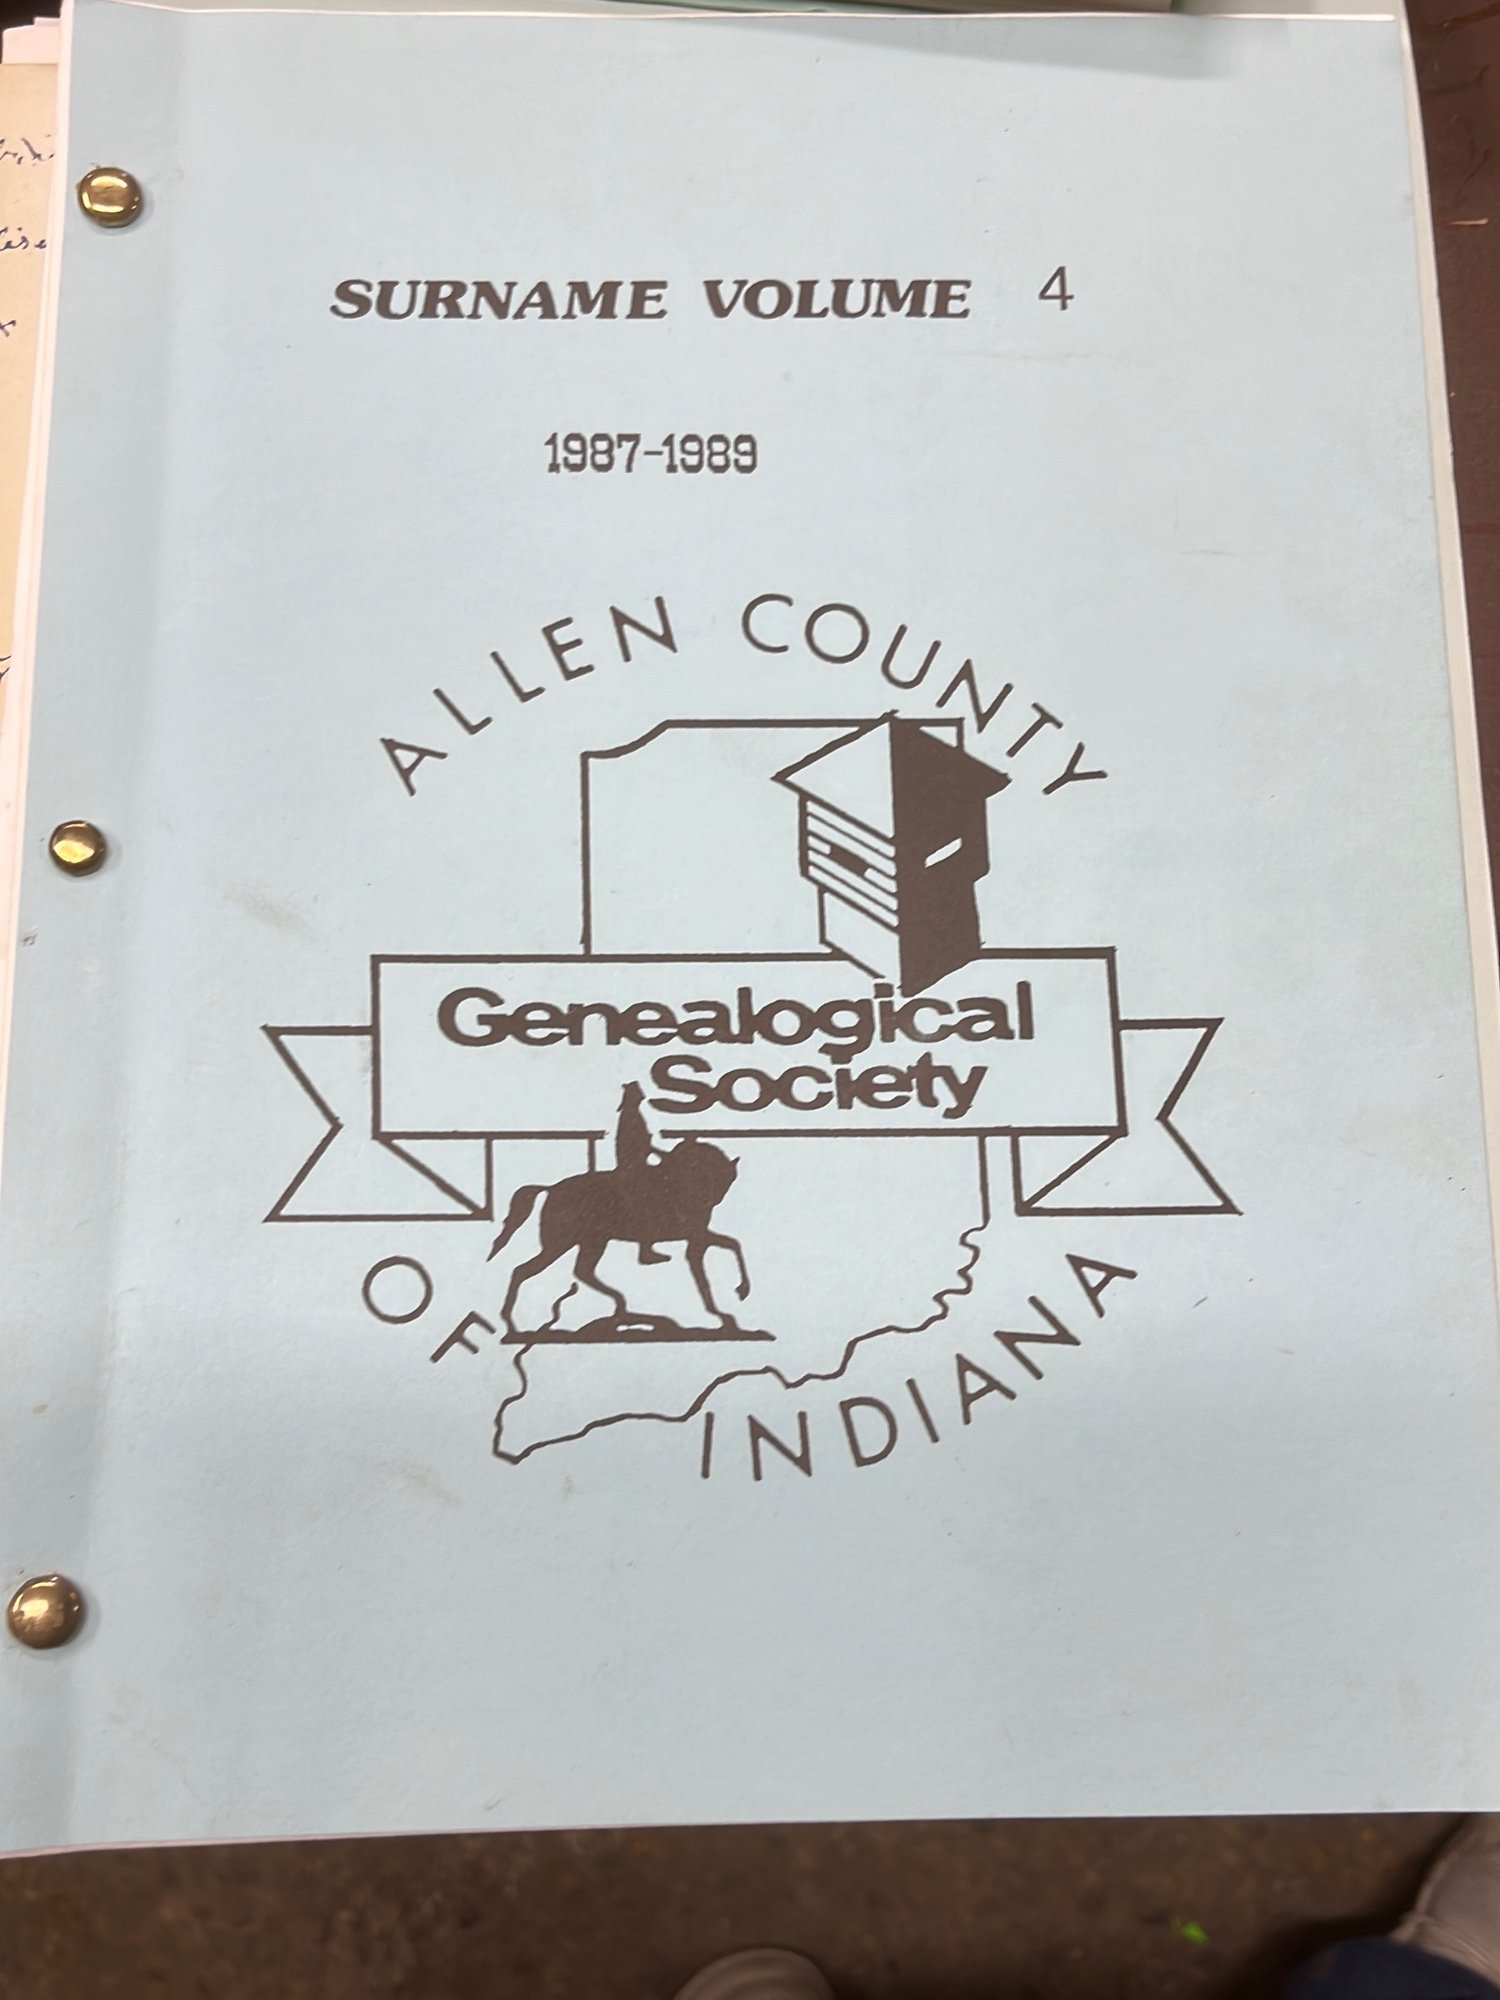 SURNAME VOLUME 4
1987-1989
ALLEN COUNTY
Genealogical
Society
OF INDIANA